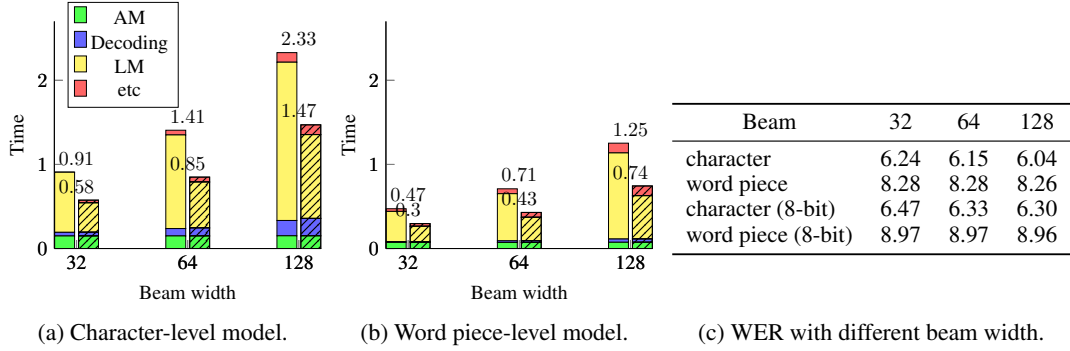 AM
Decoding
LM
etc
Time
0
1
2
0.91
0.58
1.41
0.85
2.33
1.47
32 64 128
Beam width
(a) Character-level model.
Time
0
1
2
0.47
0.3
0.71
0.43
1.25
0.74
32 64 128
Beam width
(b) Word piece-level model.
Beam 32 64 128
character 6.24 6.15 6.04
word piece 8.28 8.28 8.26
character (8-bit) 6.47 6.33 6.30
word piece (8-bit) 8.97 8.97 8.96
(c) WER with different beam width.